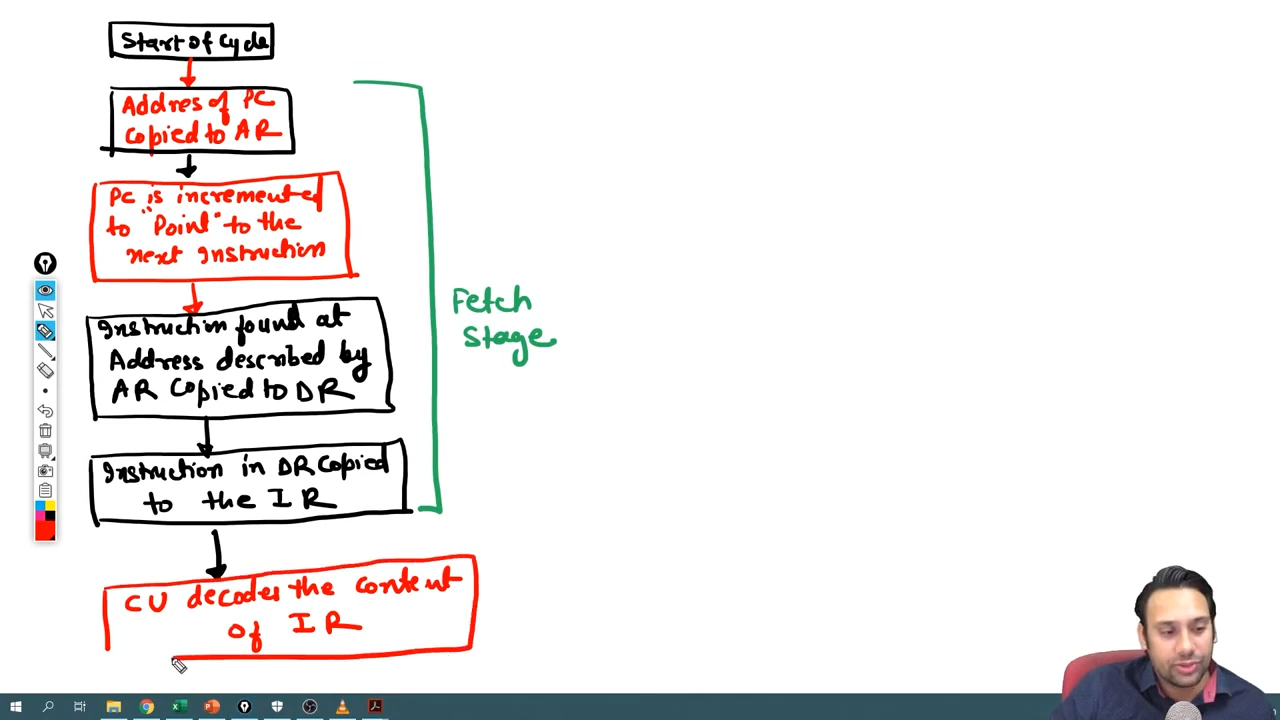 Start of Cycle
Addres of PC
Copied to AR
PC is incremented
to "Point" to the
next Instruction
Instruction found at
Address described by
AR Copied to DR
Instruction in DR Copied
to the IR
Fetch
Stage
CU decodes the content
of IR